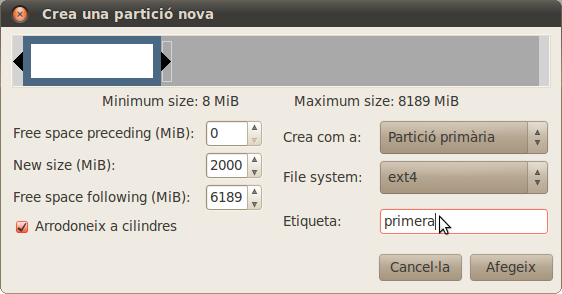 Crea una partició nova
Minimum size: 8 MiB Maximum size: 8189 MiB
Free space preceding (MiB): 0
Crea com a: Partició primària
New size (MiB): 2000
File system: ext4
Free space following (MiB): 6189
Arrodoneix a cilindres
Etiqueta: primera
Cancel·la Afegeix